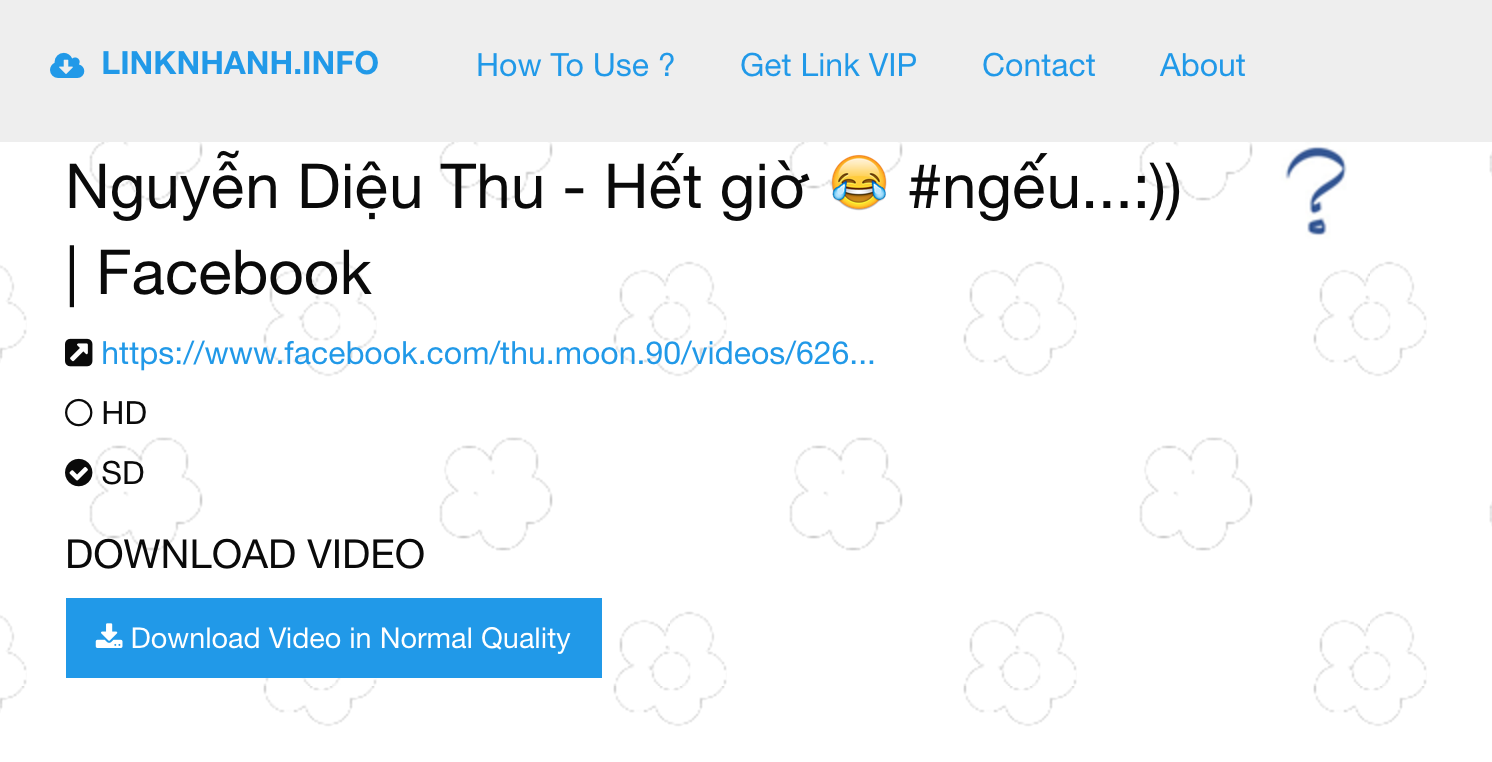 LINKNHANH.INFO How To Use ? Get Link VIP Contact About
Nguyễn Diệu Thu - Hết giờ 😂 #ngếu...:))
| Facebook
https://www.facebook.com/thu.moon.90/videos/626...
HD
SD
DOWNLOAD VIDEO
Download Video in Normal Quality